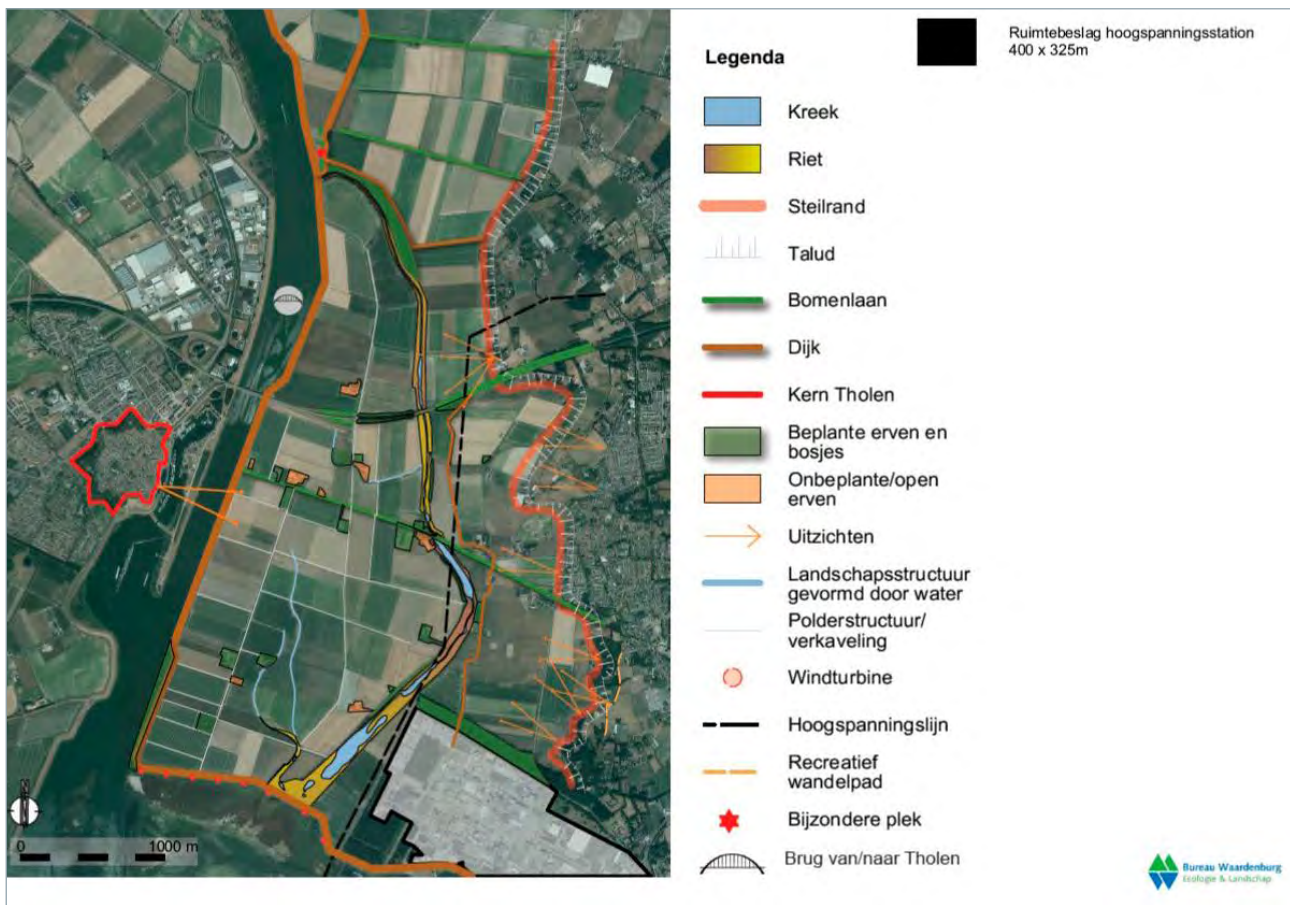 Ruimtebeslag hoogspanningsstation
400 x 325m
Legenda
Kreek
Riet
Steilrand
Talud
Bomenlaan
Dijk
Kern Tholen
Beplante erven en
bosjes
Onbeplante/open
erven
Uitzichten
Landschapsstructuur
gevormd door water
Polderstructuur/
verkaveling
Windturbine
Hoogspanningslijn
Recreatief
wandelpad
Bijzondere plek
Brug van/naar Tholen
0 1000 m
Bureau Waardenburg
Ecologie & Landschap